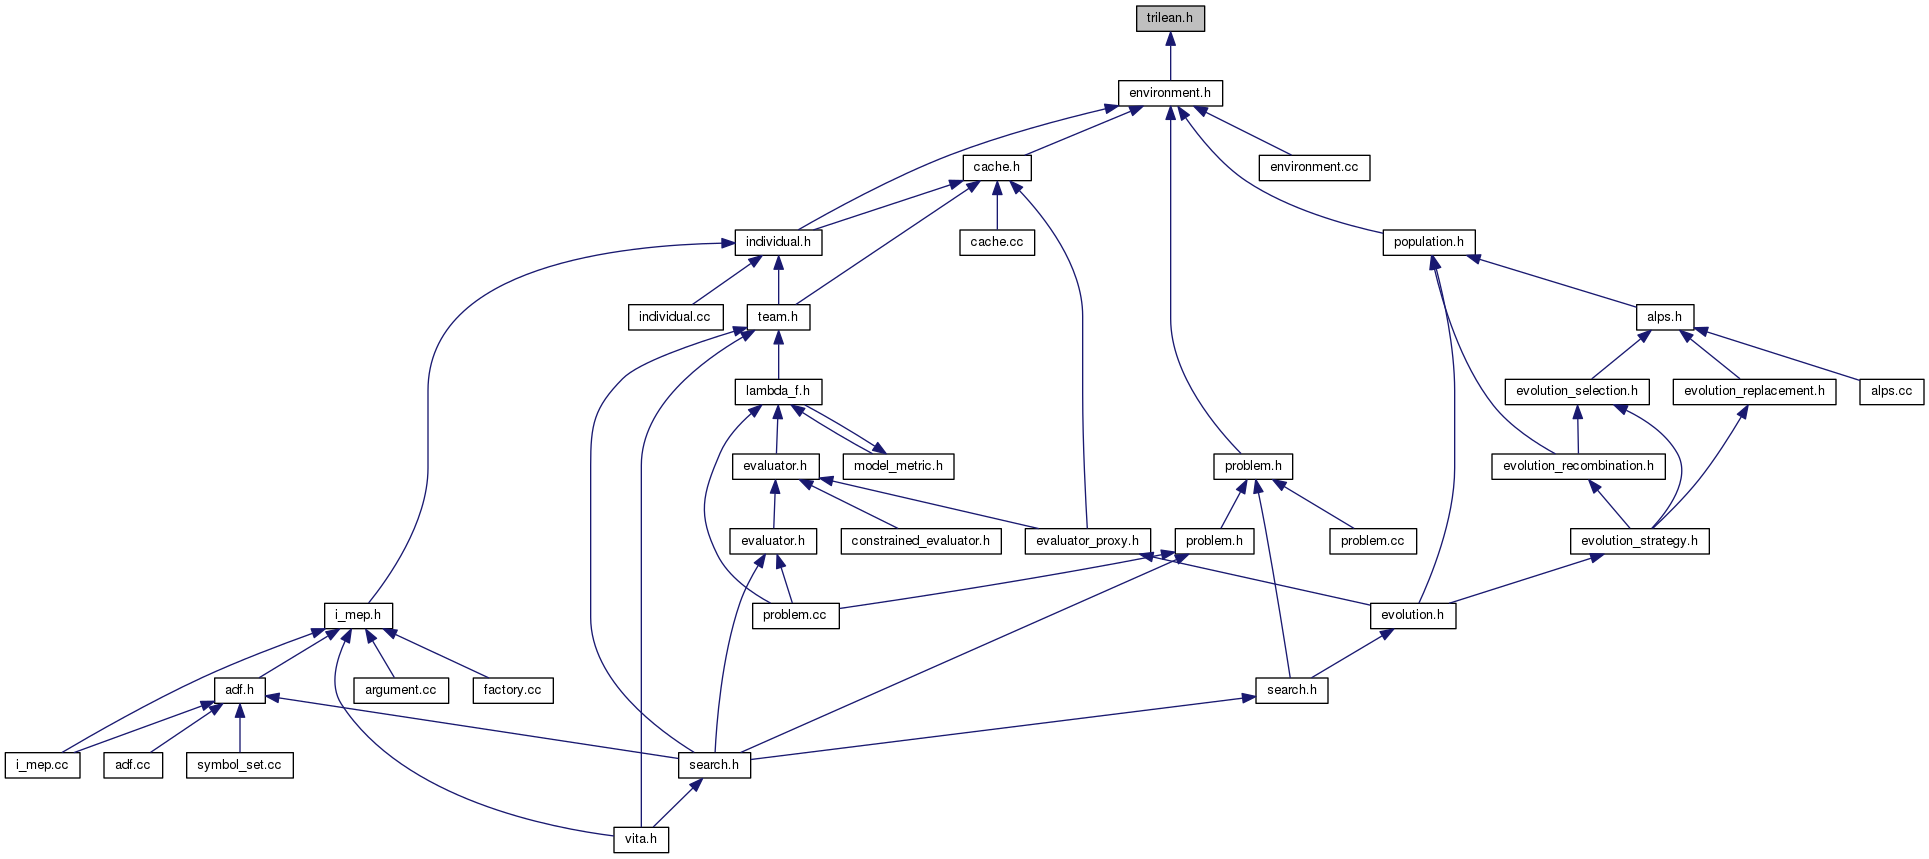 trilean.h
environment.h
cache.h
environment.cc
individual.h
cache.cc
population.h
individual.cc
team.h
alps.h
lambda_f.h
evolution_selection.h
evolution_replacement.h
alps.cc
evaluator.h
model_metric.h
problem.h
evolution_recombination.h
evaluator.h
constrained_evaluator.h
evaluator_proxy.h
problem.h
problem.cc
evolution_strategy.h
i_mep.h
problem.cc
evolution.h
adf.h
argument.cc
factory.cc
search.h
i_mep.cc
adf.cc
symbol_set.cc
search.h
vita.h